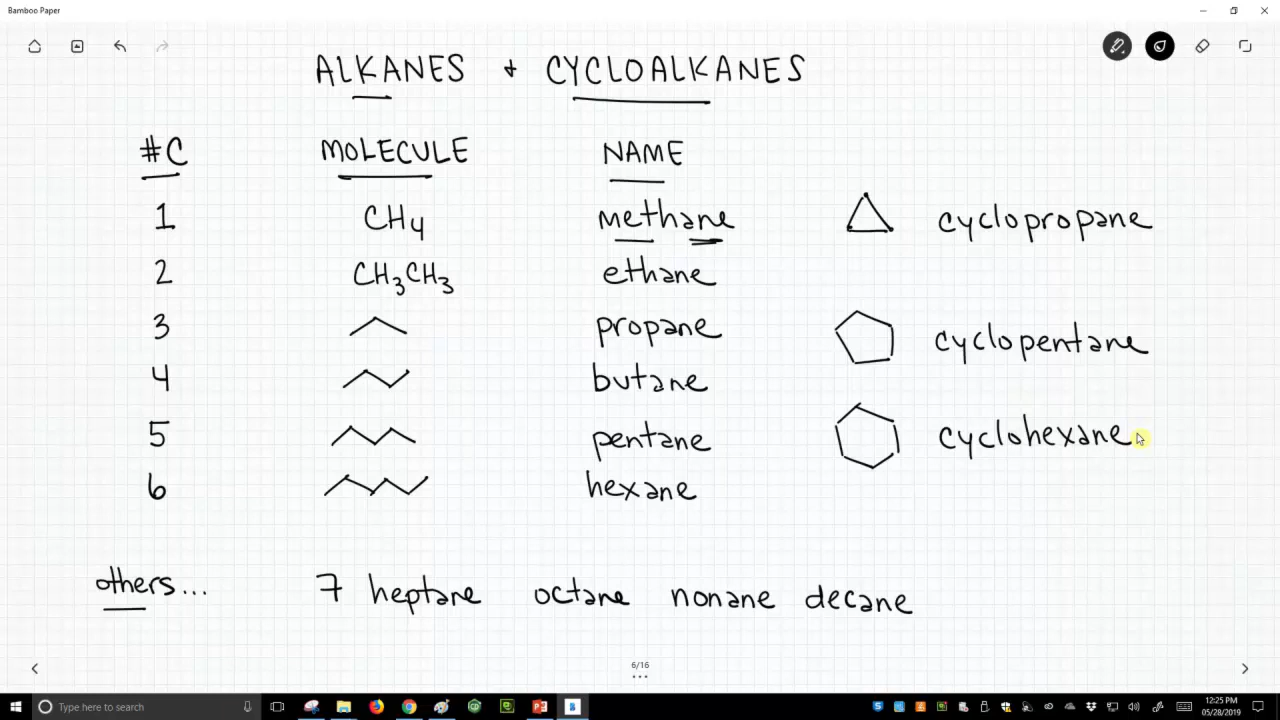 Bamboo Paper
ALKANES + CYCLOALKANES
#C MOLECULE NAME
1 CH4 methane cyclopropane
2 CH3CH3 ethane
3 propane cyclopentane
4 butane
5 pentane cyclohexane
6 hexane
others... 7 heptane octane nonane decane
6/16
Type here to search
12:25 PM
05/28/2019